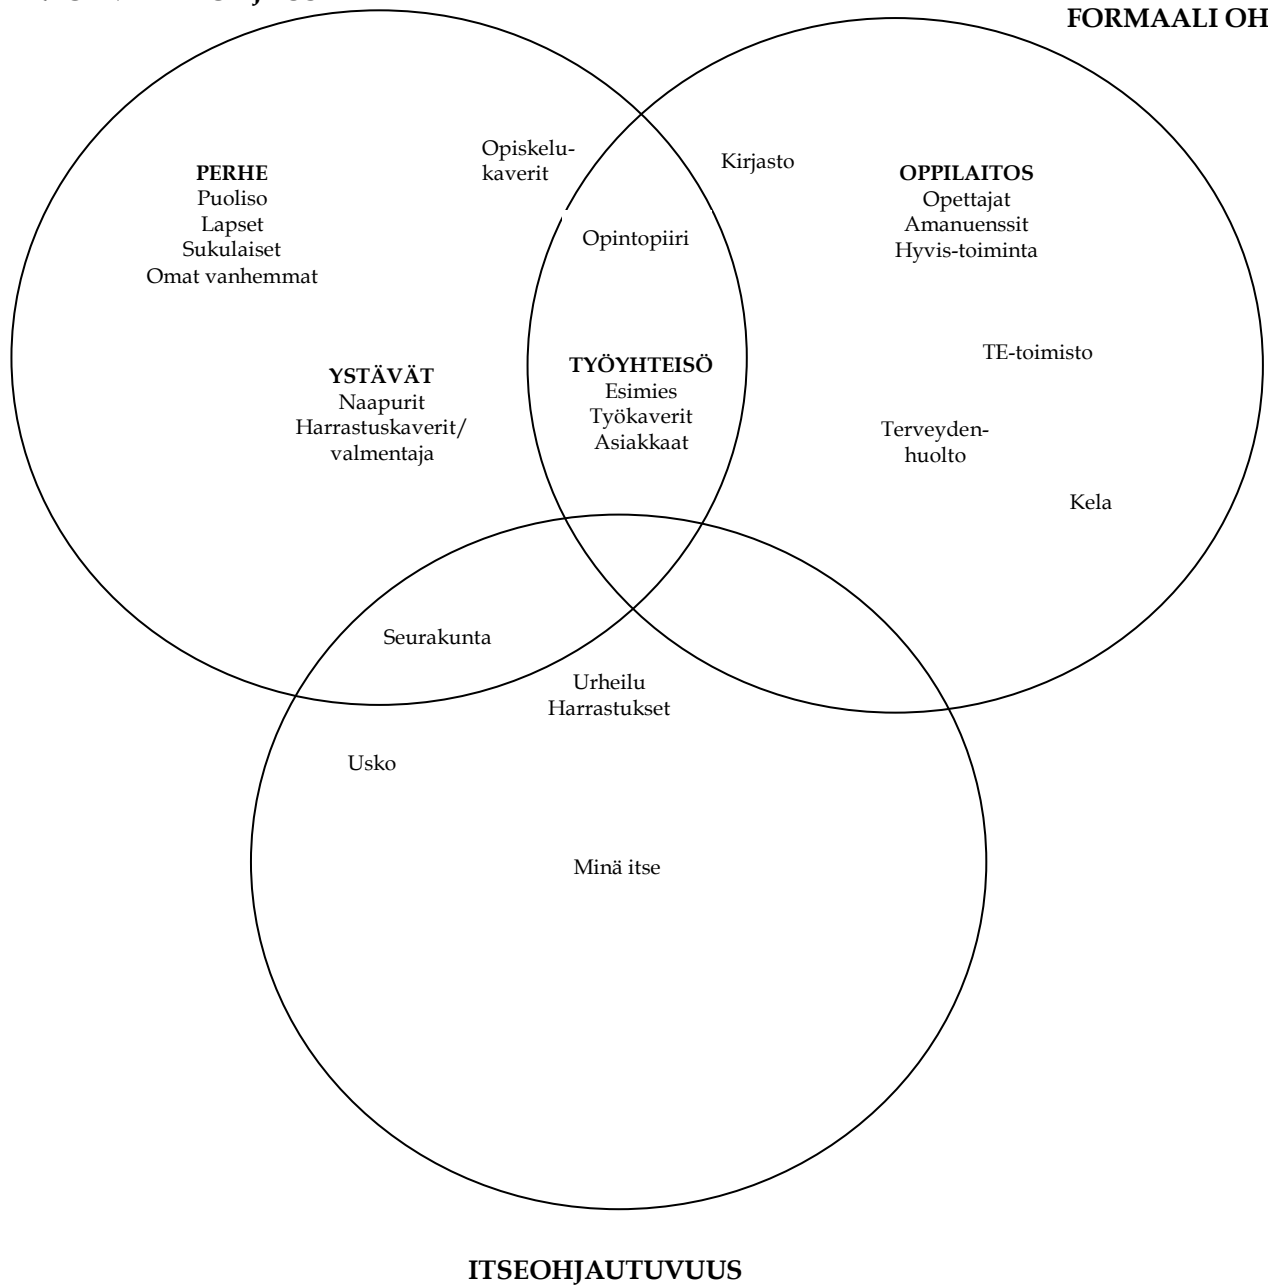 FORMAALI OH
Opiskelu-
kaverit
Kirjasto
PERHE
Puoliso
Lapset
Sukulaiset
Omat vanhemmat
OPPILAITOS
Opettajat
Amanuenssit
Hyvis-toiminta
Opintopiiri
TE-toimisto
YSTÄVÄT
Naapurit
Harrastuskaverit/
valmentaja
TYÖYHTEISÖ
Esimies
Työkaverit
Asiakkaat
Terveyden-
huolto
Kela
Seurakunta
Urheilu
Harrastukset
Usko
Minä itse
ITSEOHJAUTUVUUS